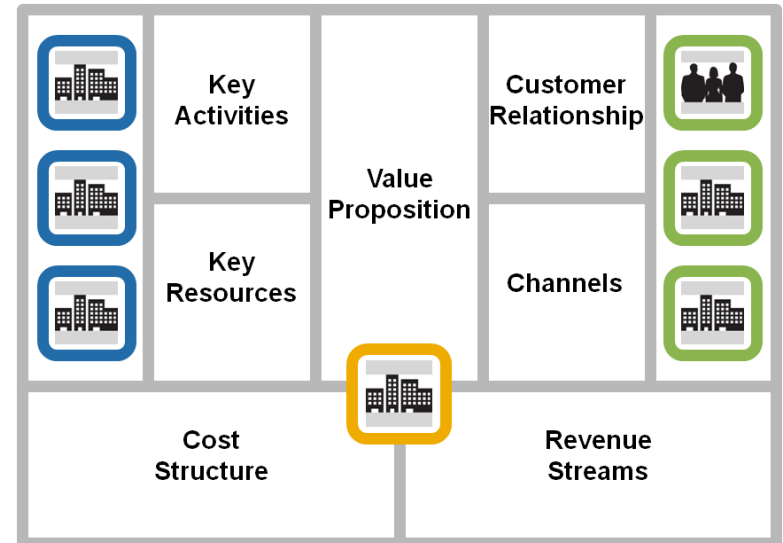 Key
Activities
Key
Resources
Value
Proposition
Customer
Relationship
Channels
Cost
Structure
Revenue
Streams